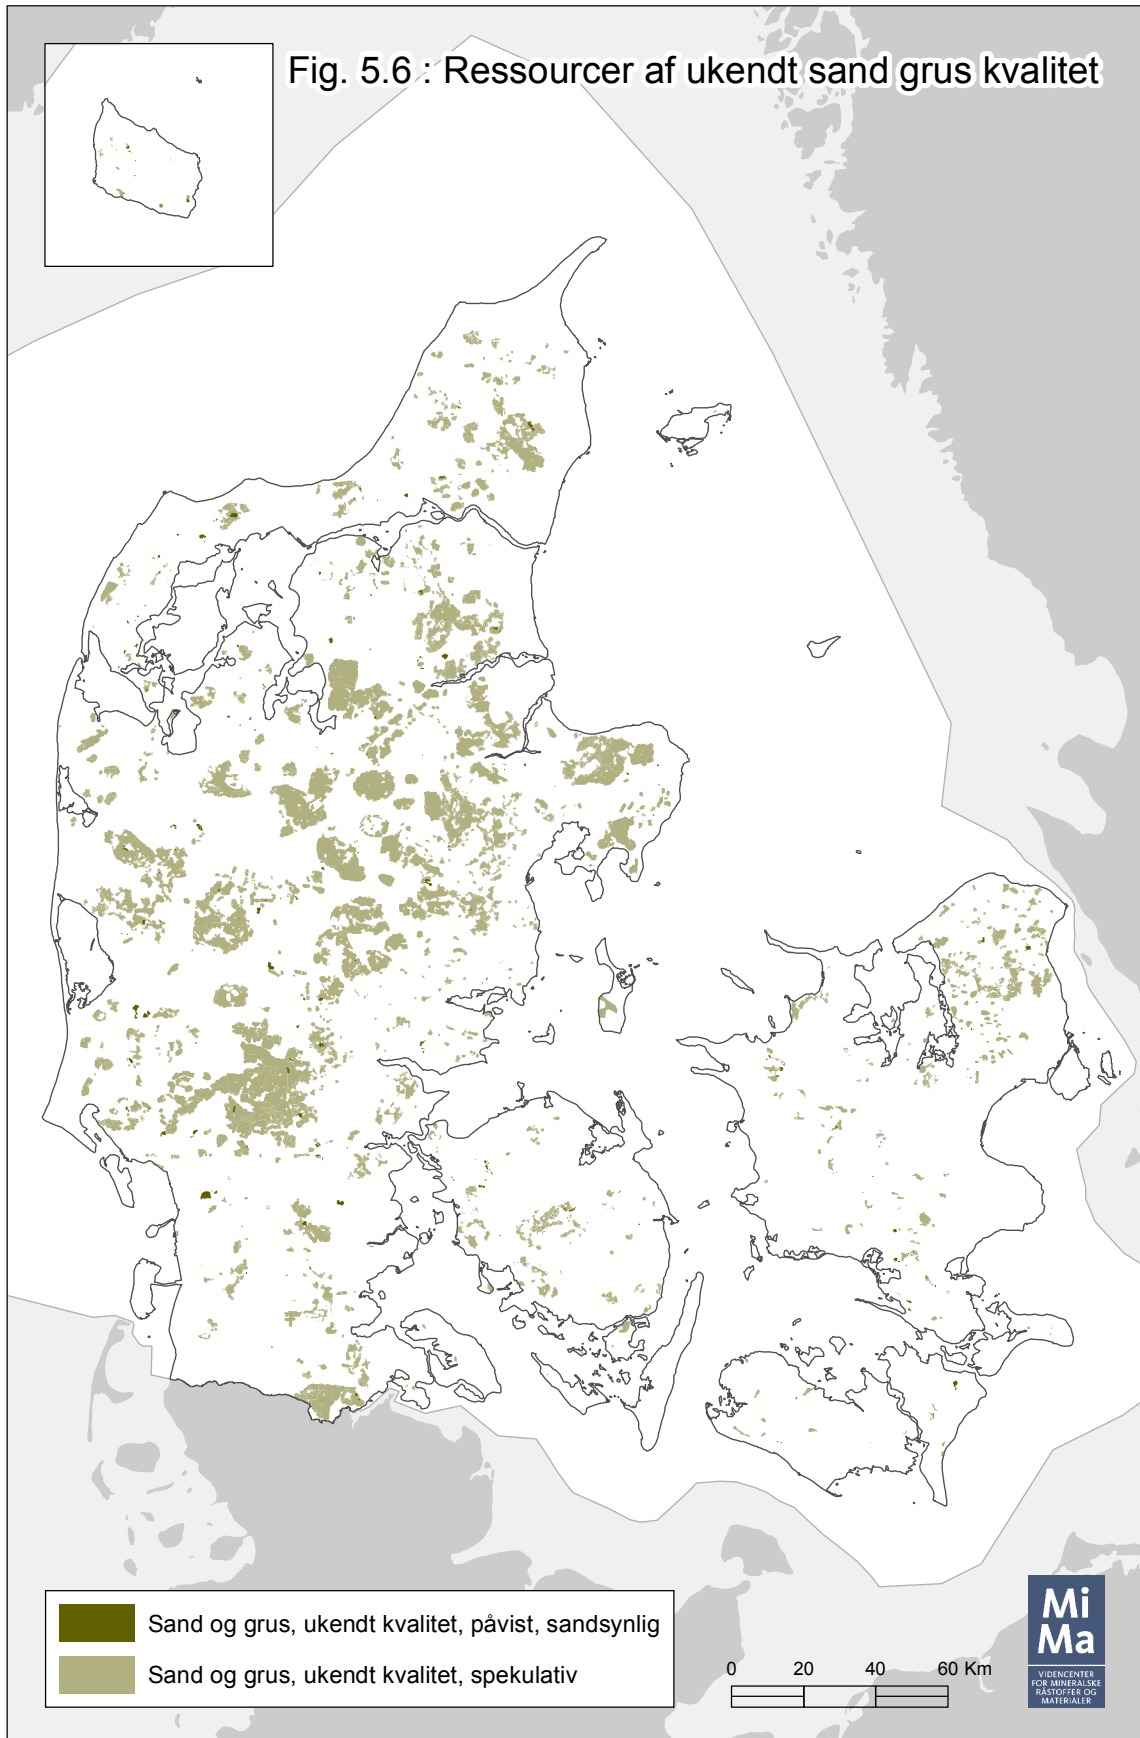 Fig. 5.6 : Ressourcer af ukendt sand grus kvalitet
Sand og grus, ukendt kvalitet, påvist, sandsynlig
Sand og grus, ukendt kvalitet, spekulativ
0 20 40 60 Km
Mi
Ma
VIDENCENTER
FOR MINERALSKE
RÅSTOFFER OG
MATERIALER